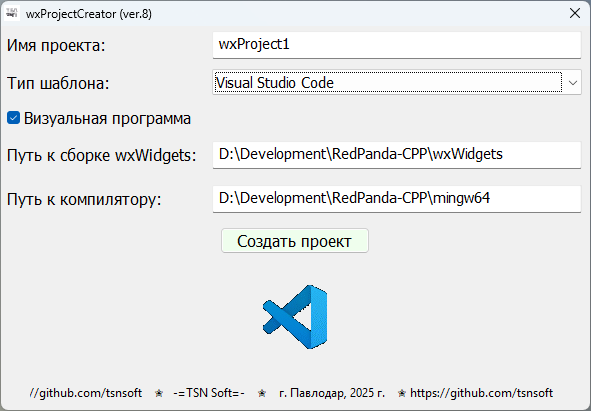 wxProjectCreator (ver.8)
Имя проекта: wxProject1
Тип шаблона: Visual Studio Code
Визуальная программа
Путь к сборке wxWidgets: D:\Development\RedPanda-CPP\wxWidgets
Путь к компилятору: D:\Development\RedPanda-CPP\mingw64
Создать проект
//github.com/tsnsoft ✬ -=TSN Soft=- ✬ г. Павлодар, 2025 г. ✬ https://github.com/tsnsoft